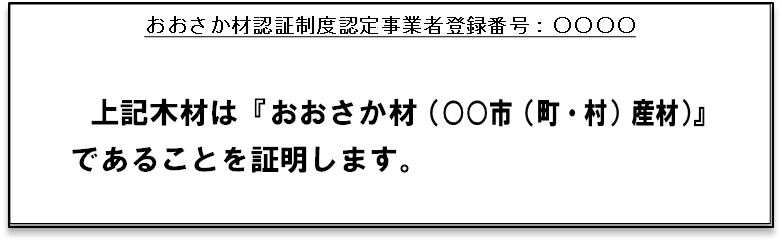 おおさか材認証制度認定事業者登録番号：〇〇〇〇
上記木材は『おおさか材（〇〇市（町・村）産材）』
であることを証明します。